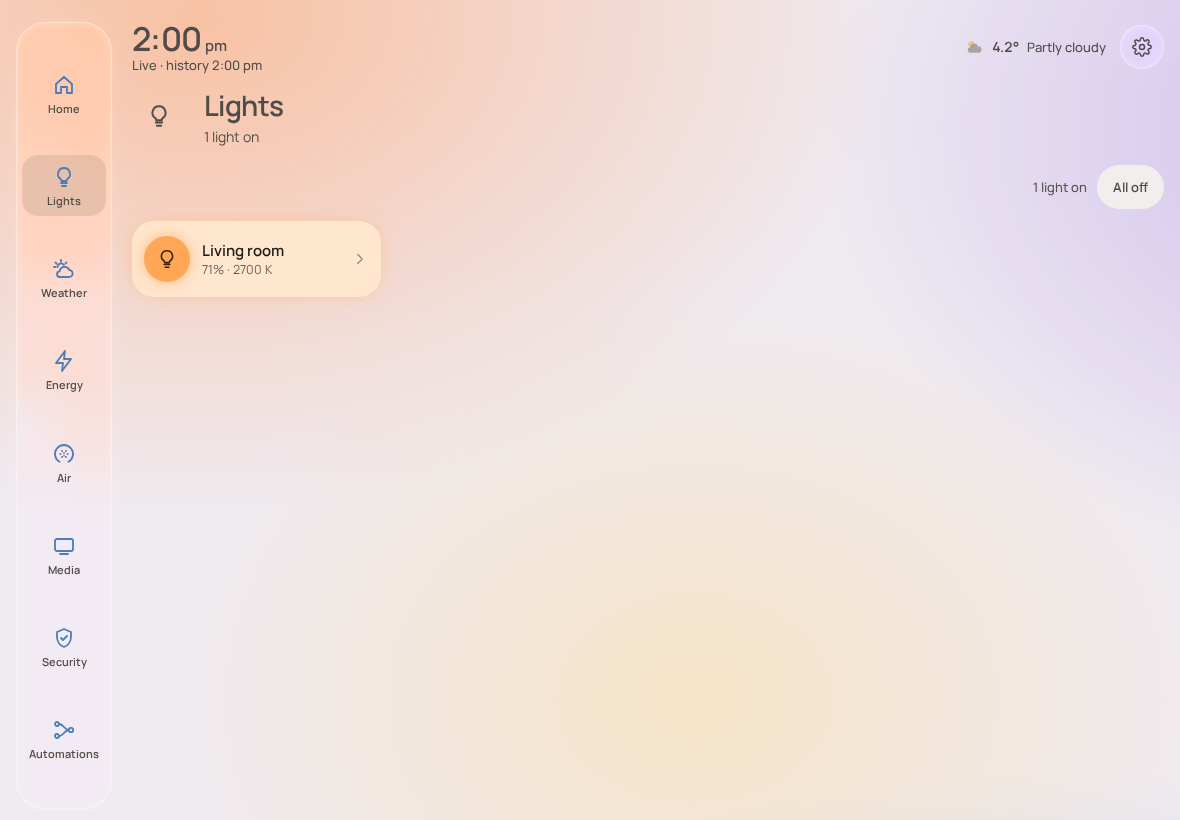 2:00 pm
Live · history 2:00 pm
4.2° Partly cloudy
Lights
1 light on
1 light on
All off
Living room
71% · 2700 K
Home
Lights
Weather
Energy
Air
Media
Security
Automations